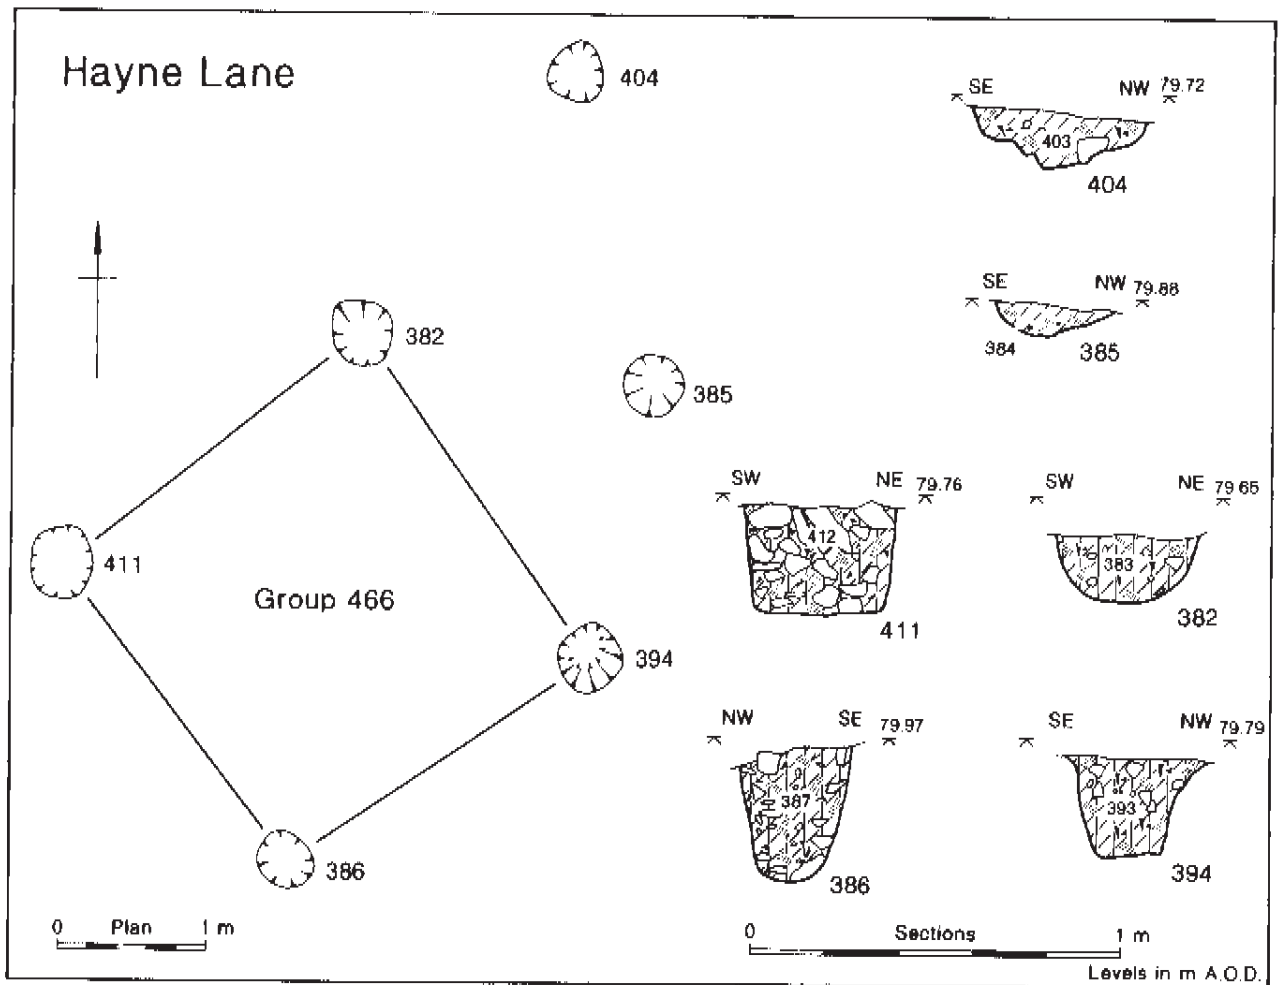 Hayne Lane
404
SE NW 79.72
403
404
382
385
SE NW 79.88
384 385
411
Group 466
394
386
SW NE 79.76
412
411
SW NE 79 65
383
382
NW SE 79.97
387
386
SE NW 79.79
393
394
0 Plan 1 m
0 Sections 1 m
Levels in m A.O.D.